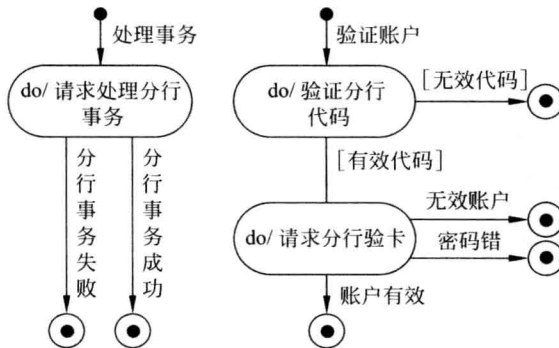 处理事务
do/ 请求处理分行
事务
分行事务失败
分行事务成功
验证账户
do/ 验证分行
代码
[无效代码]
[有效代码]
do/ 请求分行验卡
无效账户
密码错
账户有效